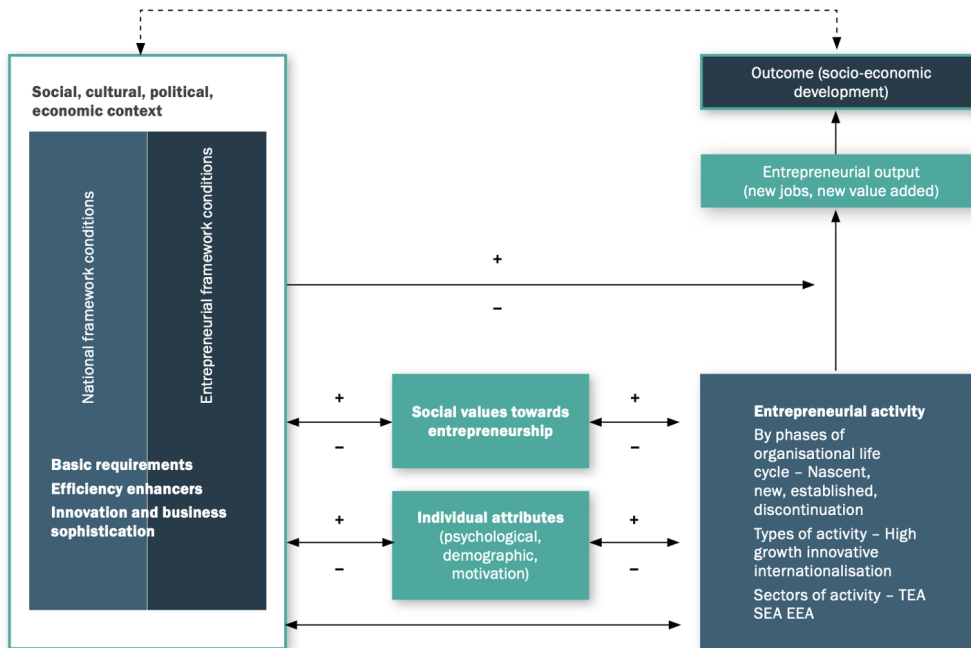 Social, cultural, political,
economic context
National framework conditions
Entrepreneurial framework conditions
Basic requirements
Efficiency enhancers
Innovation and business
sophistication
+
–
+
–
Social values towards
entrepreneurship
+
–
+
–
Individual attributes
(psychological,
demographic,
motivation)
+
–
Outcome (socio-economic
development)
Entrepreneurial output
(new jobs, new value added)
+
–
Entrepreneurial activity
By phases of
organisational life
cycle – Nascent,
new, established,
discontinuation
Types of activity – High
growth innovative
internationalisation
Sectors of activity – TEA
SEA EEA